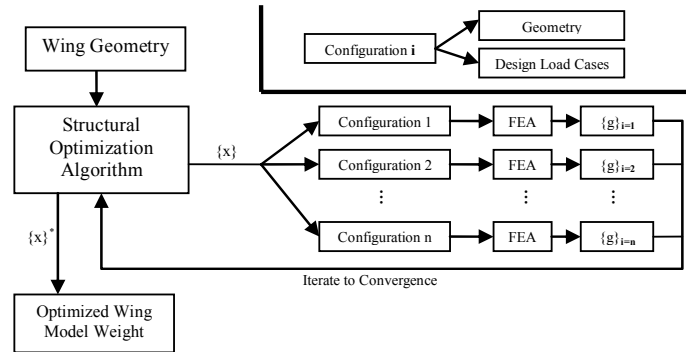 Wing Geometry
Configuration i
Geometry
Design Load Cases
Structural
Optimization
Algorithm
{x}
Configuration 1
FEA
{g}i=1
Configuration 2
FEA
{g}i=2
⋮
⋮
⋮
Configuration n
FEA
{g}i=n
{x}*
Iterate to Convergence
Optimized Wing
Model Weight